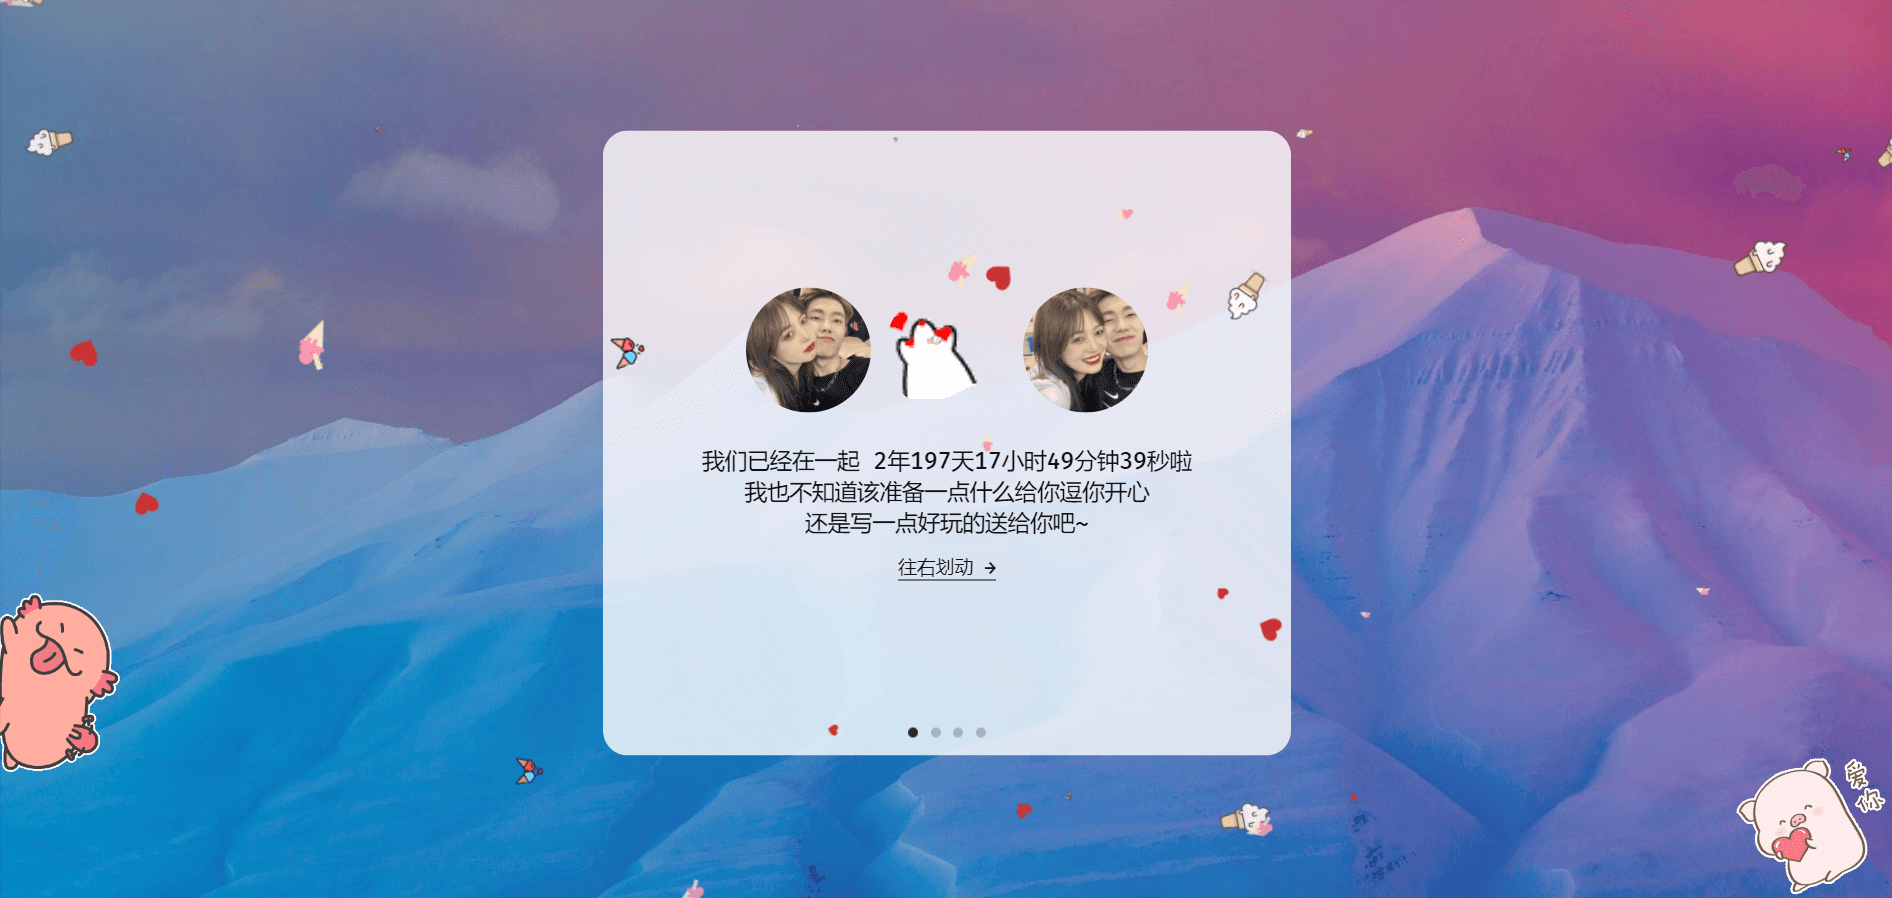 我们已经在一起 2年197天17小时49分钟39秒啦
我也不知道该准备一点什么给你逗你开心
还是写一点好玩的送给你吧~
往右划动 →
爱你